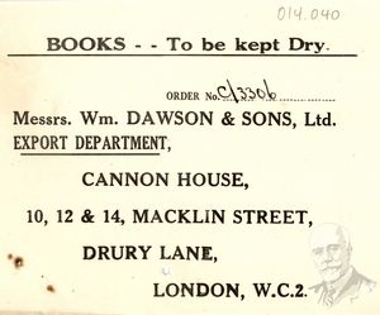 014.040
BOOKS - - To be kept Dry.
ORDER No. C/3306
Messrs. Wm. DAWSON & SONS, Ltd.
EXPORT DEPARTMENT,
CANNON HOUSE,
10, 12 & 14, MACKLIN STREET,
DRURY LANE,
LONDON, W.C.2.